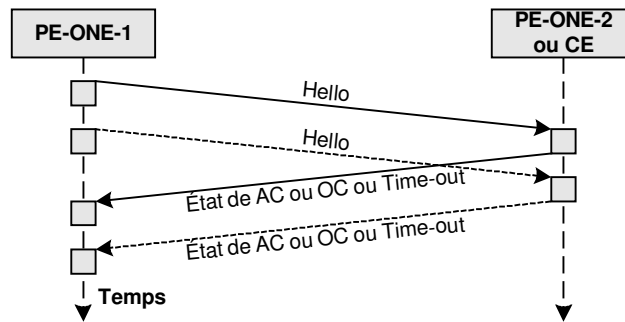 PE-ONE-1
PE-ONE-2
ou CE
Hello
Hello
État de AC ou OC ou Time-out
État de AC ou OC ou Time-out
Temps